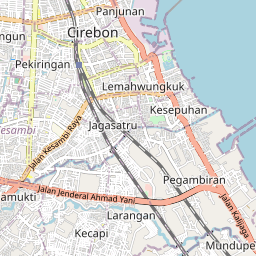 Panjunan
Cirebon
ngun
Pekiringan
Lemahwungkuk
Kesepuhan
esambi
Jagasatru
Jalan Kesambi Raya
Pegambiran
Jalan Jenderal Ahmad Yani
amukti
Larangan
Jalan Kalijaga
Kecapi
Mundupe